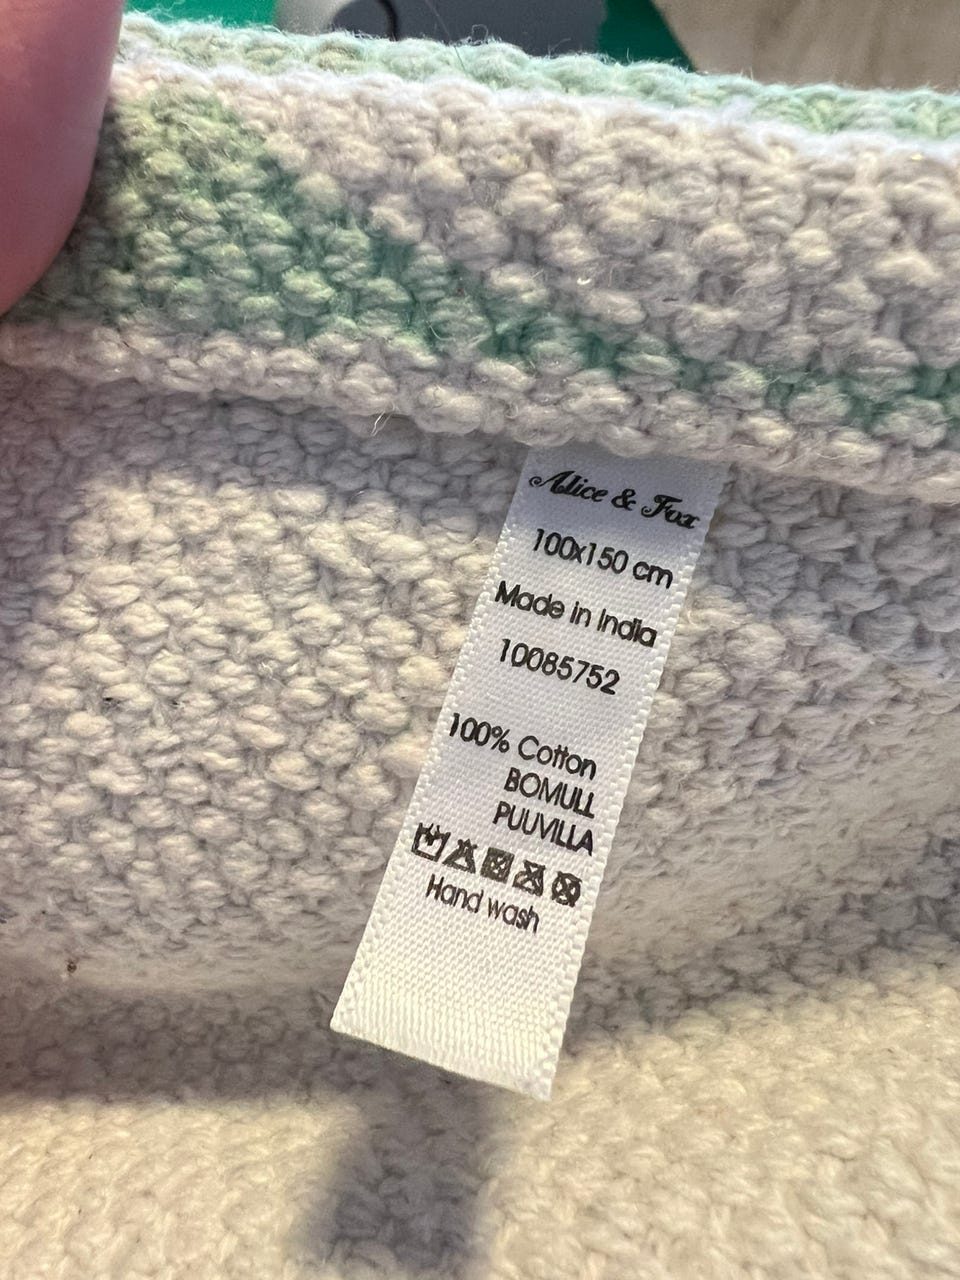 Alice & Fox
100x150 cm
Made in India
10085752
100% Cotton
BOMULL
PUUVILLA
Hand wash